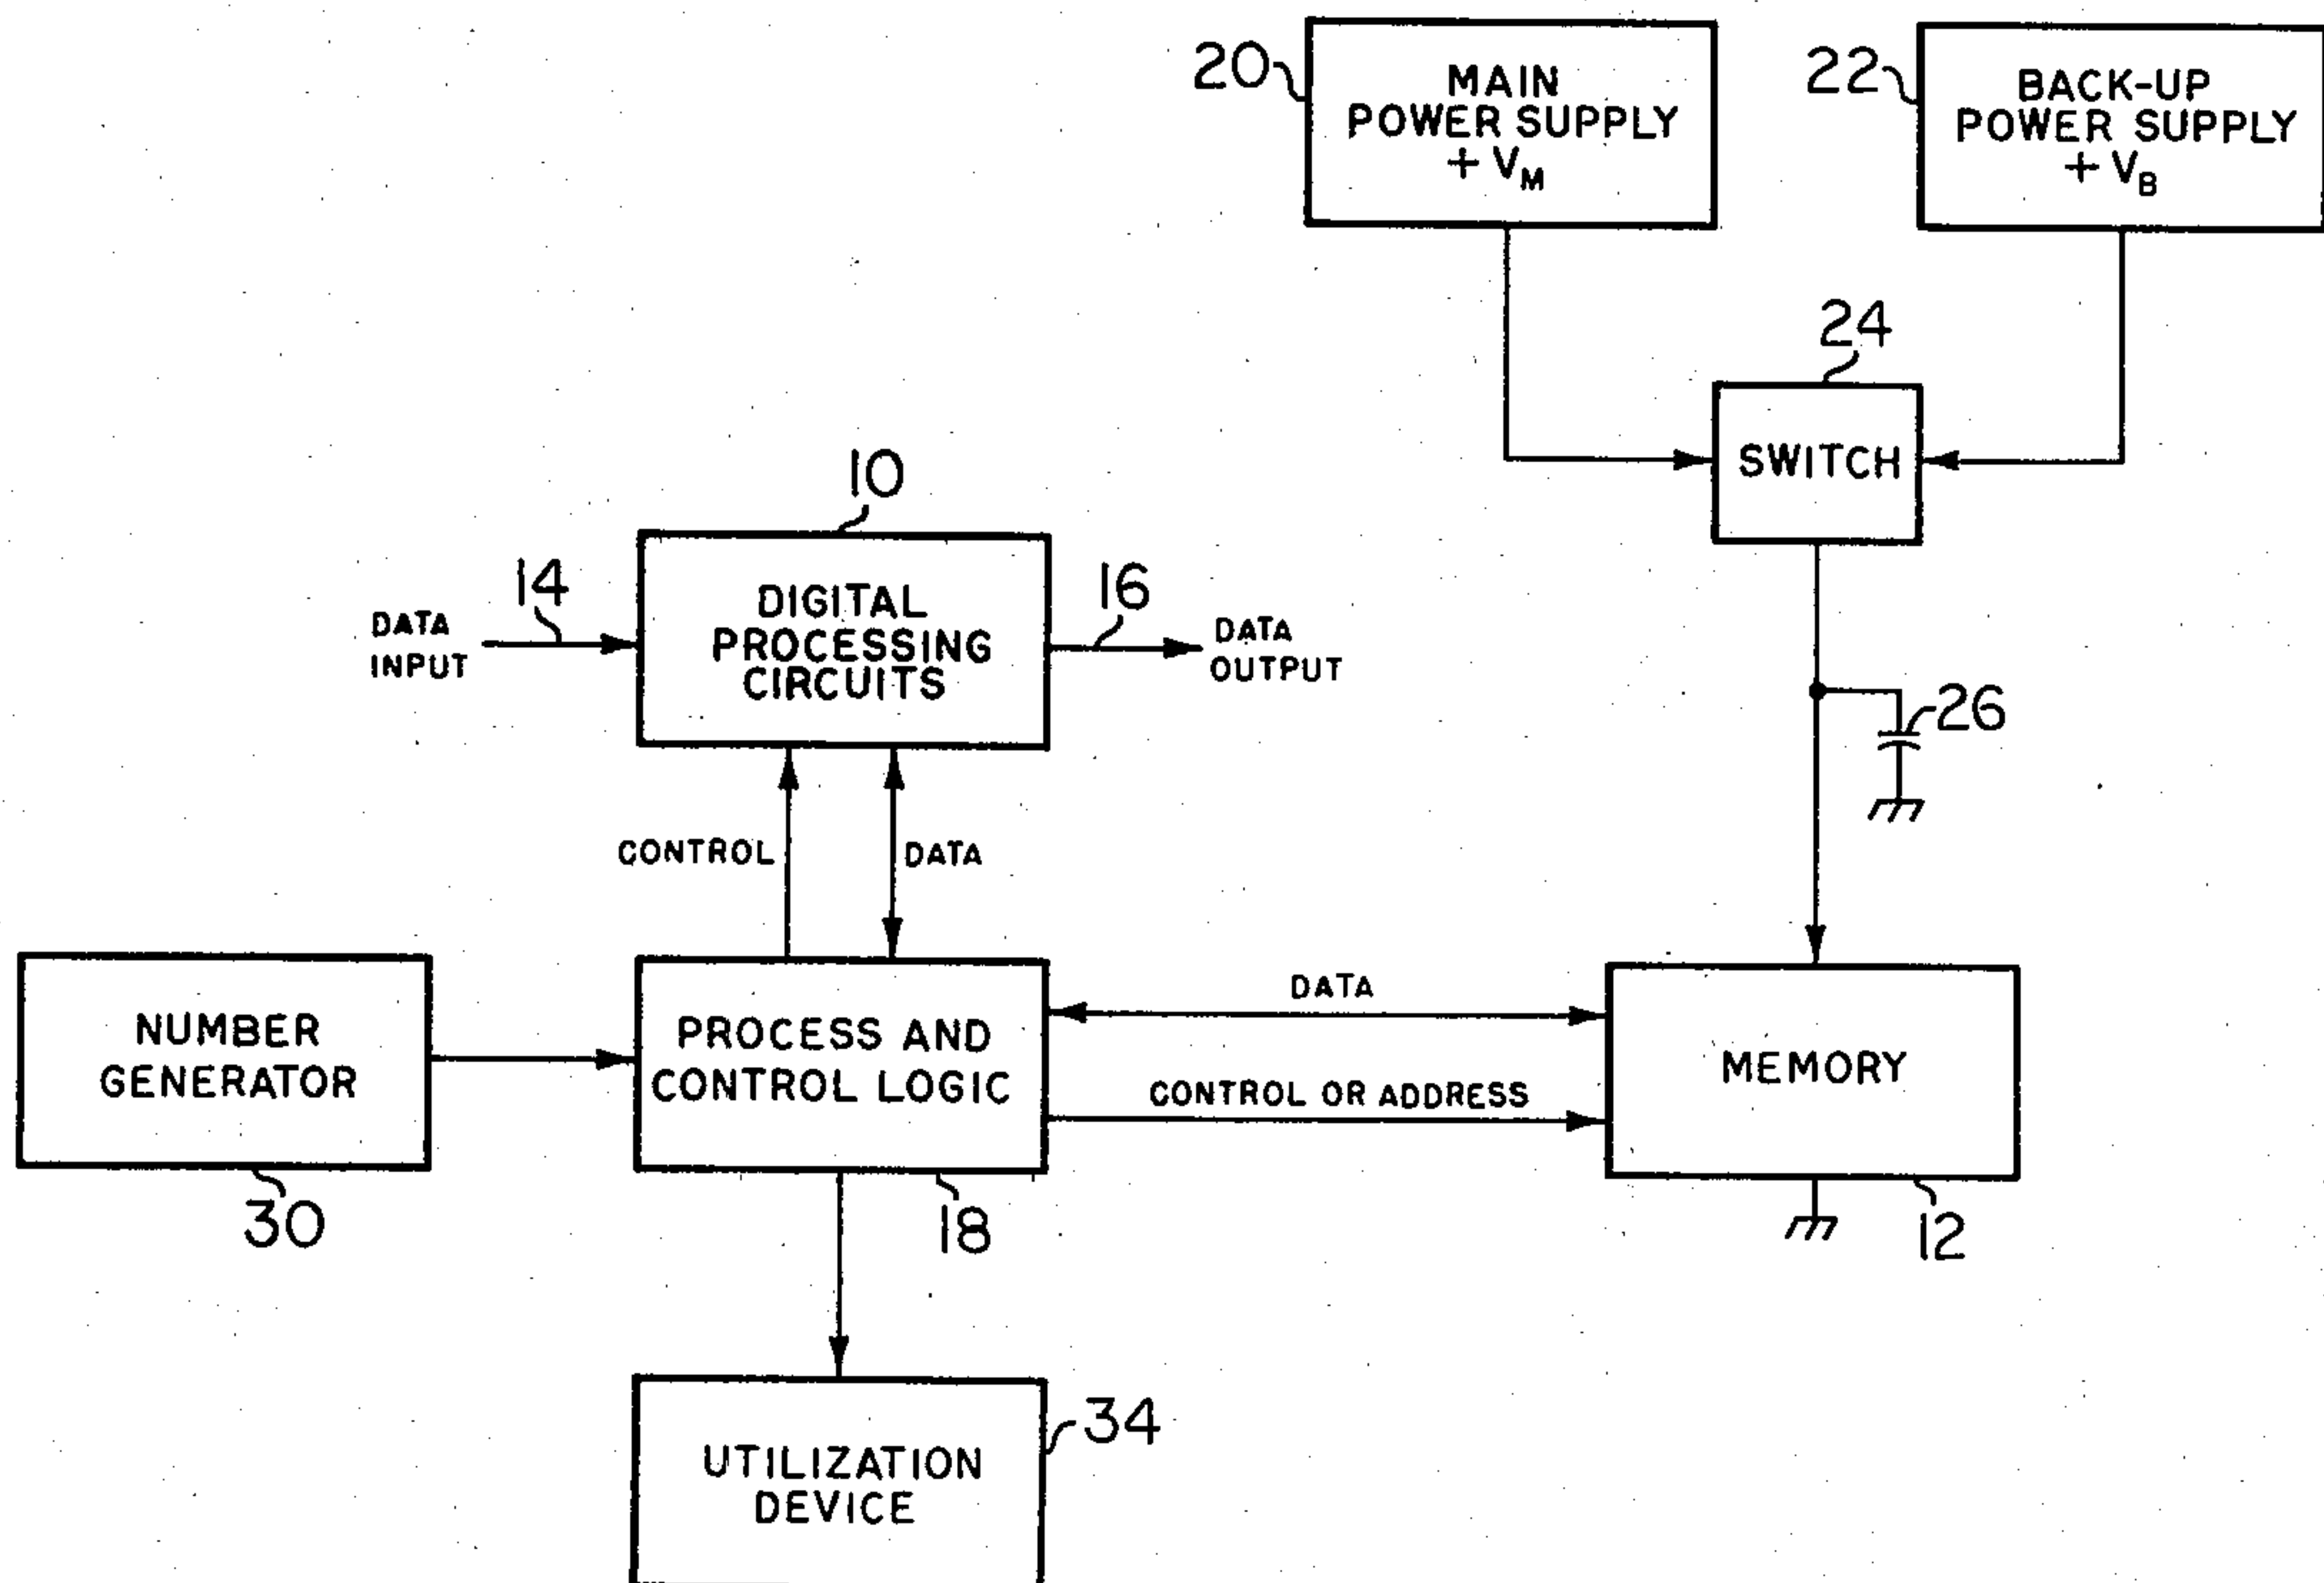 20
MAIN
POWER SUPPLY
+ VM
22
BACK-UP
POWER SUPPLY
+ VB
24
SWITCH
10
14
DATA
INPUT
DIGITAL
PROCESSING
CIRCUITS
16
DATA
OUTPUT
26
CONTROL
DATA
NUMBER
GENERATOR
30
PROCESS AND
CONTROL LOGIC
18
DATA
CONTROL OR ADDRESS
MEMORY
12
UTILIZATION
DEVICE
34